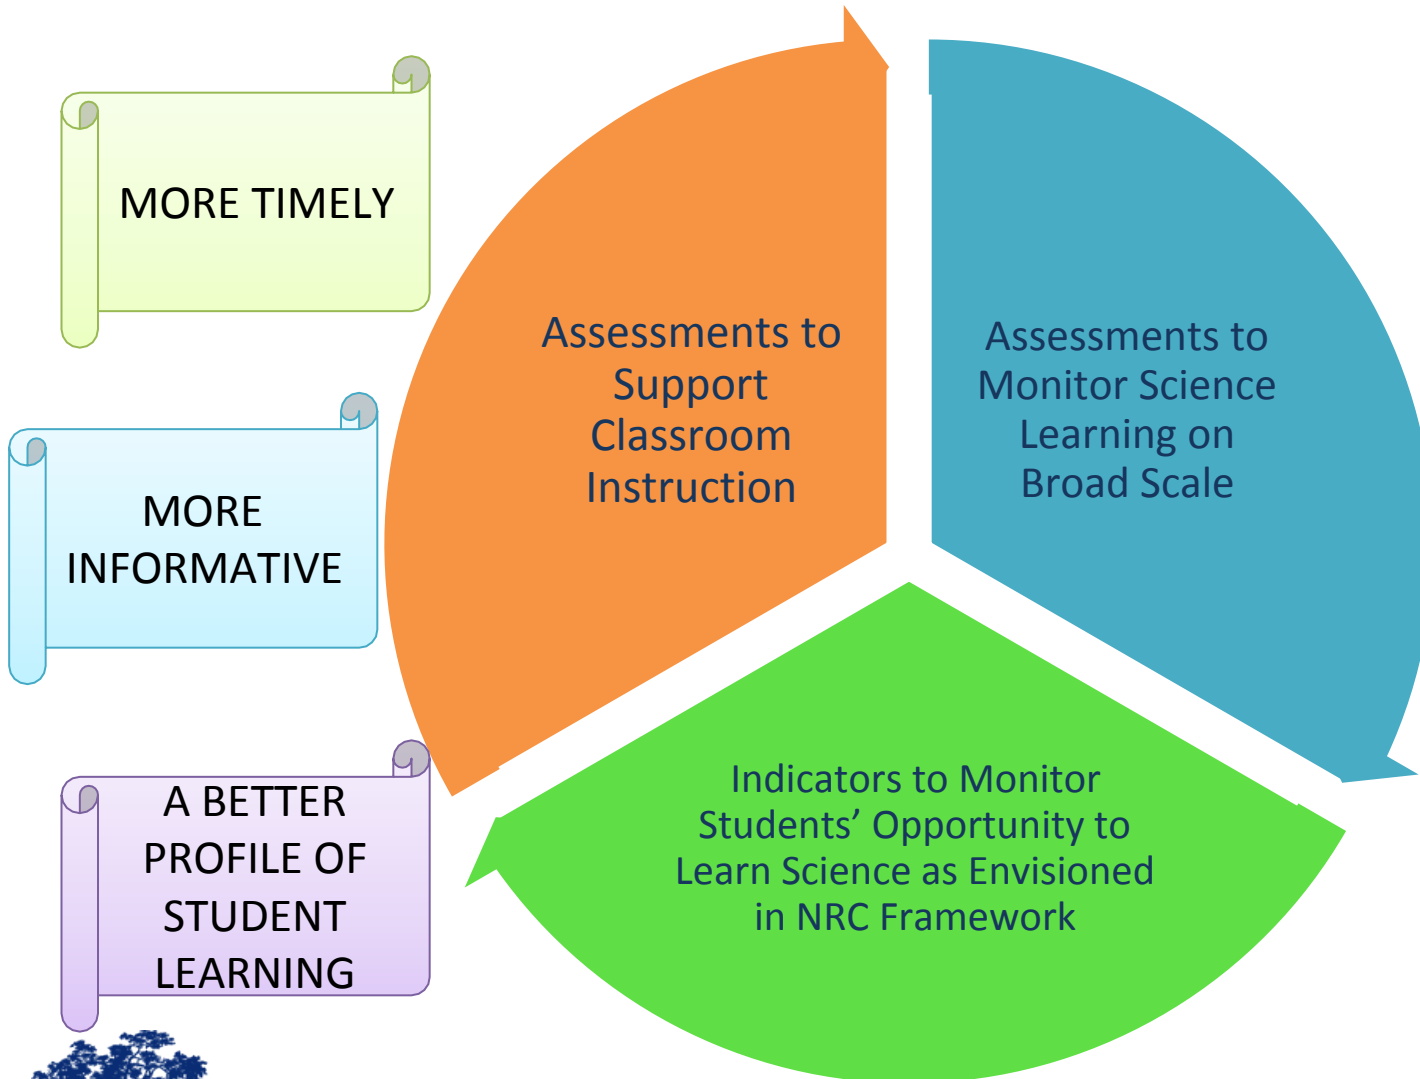 MORE TIMELY
MORE
INFORMATIVE
A BETTER
PROFILE OF
STUDENT
LEARNING
Assessments to
Support
Classroom
Instruction
Assessments to
Monitor Science
Learning on
Broad Scale
Indicators to Monitor
Students’ Opportunity to
Learn Science as Envisioned
in NRC Framework